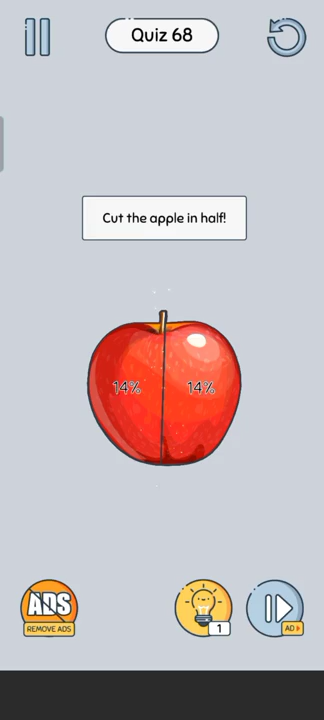 Quiz 68
Cut the apple in half!
14% 14%
ADS
REMOVE ADS
1
AD